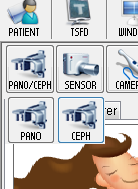 PATIENT TSFD WIND
PANO/CEPH SENSOR CAMER
PANO CEPH
er